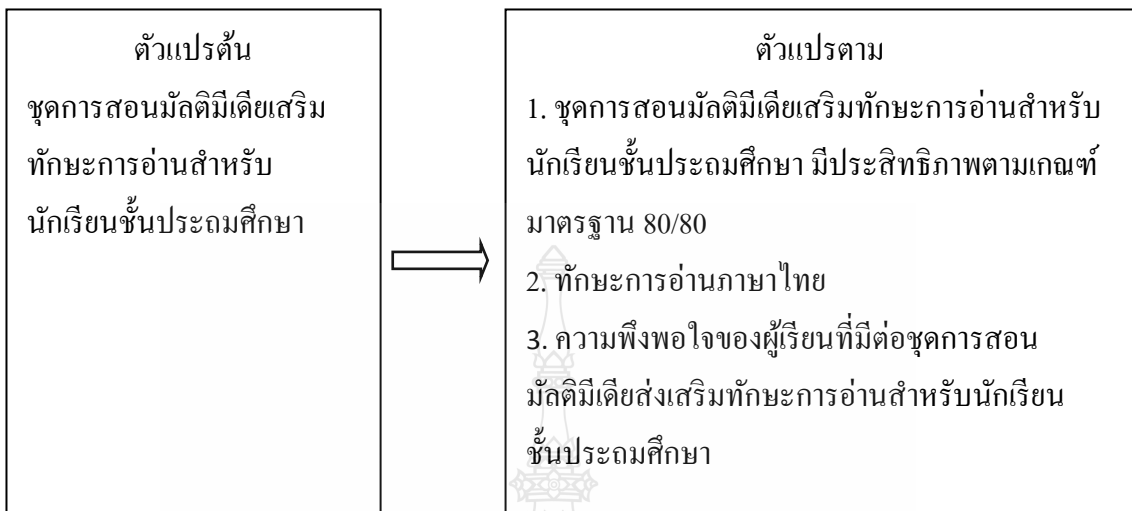 ตัวแปรต้น
ชุดการสอนมัลติมีเดียเสริม
ทักษะการอ่านสำหรับ
นักเรียนชั้นประถมศึกษา
ตัวแปรตาม
1. ชุดการสอนมัลติมีเดียเสริมทักษะการอ่านสำหรับ
นักเรียนชั้นประถมศึกษา มีประสิทธิภาพตามเกณฑ์
มาตรฐาน 80/80
2. ทักษะการอ่านภาษาไทย
3. ความพึงพอใจของผู้เรียนที่มีต่อชุดการสอน
มัลติมีเดียส่งเสริมทักษะการอ่านสำหรับนักเรียน
ชั้นประถมศึกษา